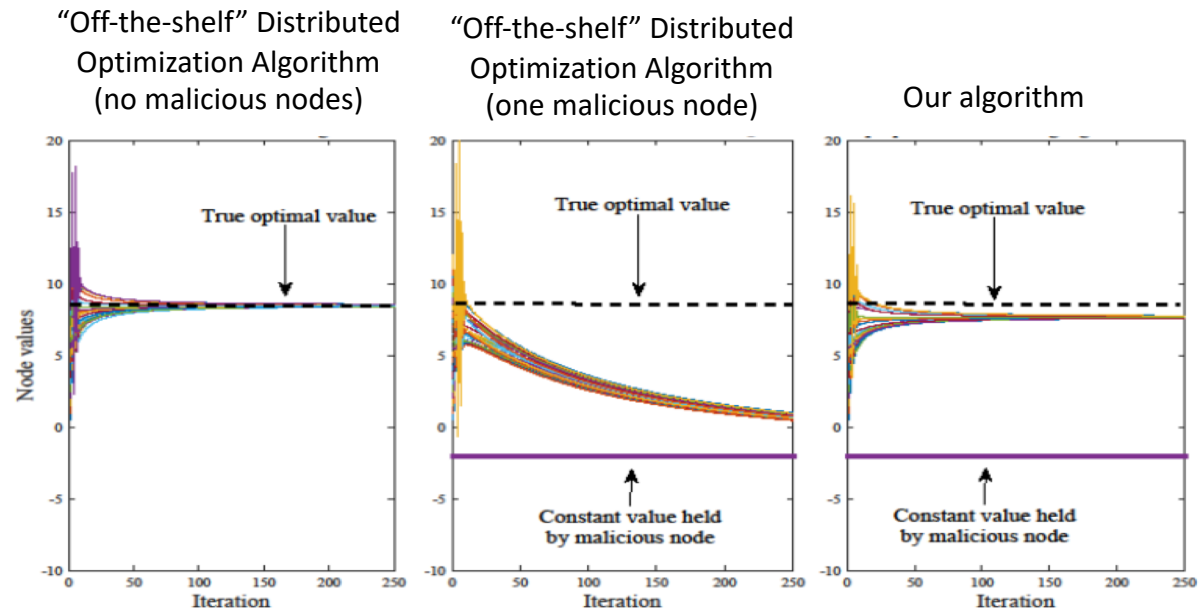 “Off-the-shelf” Distributed
Optimization Algorithm
(no malicious nodes)
“Off-the-shelf” Distributed
Optimization Algorithm
(one malicious node)
Our algorithm
20
15
10
5
0
-5
-10
Node values
True optimal value
0
50
100
150
200
250
Iteration
20
15
10
5
0
-5
-10
True optimal value
Constant value held
by malicious node
0
50
100
150
200
250
Iteration
20
15
10
5
0
-5
-10
True optimal value
Constant value held
by malicious node
0
50
100
150
200
250
Iteration